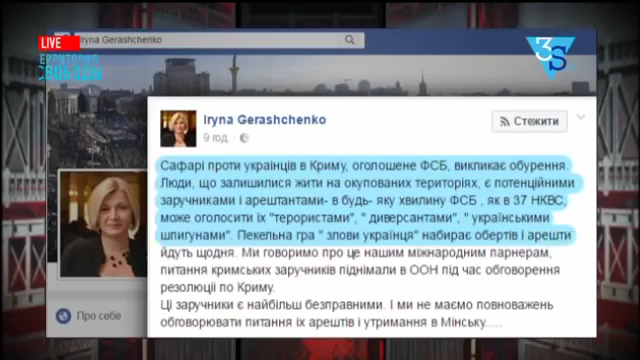 LIVE
Iryna Gerashchenko
3S
ТЕРИТОРІЯ
СВОБОДИ
Iryna Gerashchenko
9 год.
Стежити
Сафарі проти українців в Криму, оголошене ФСБ, викликає обурення.
Люди, що залишилися жити на окупованих територіях, є потенційними
заручниками і арештантами- в будь- яку хвилину ФСБ , як в 37 НКВС,
може оголосити їх "терористами", " диверсантами", " українськими
шпигунами". Пекельна гра " злови українця" набирає обертів і арешти
йдуть щодня. Ми говоримо про це нашим міжнародним парнерам,
питання кримських заручників піднімали в ООН під час обговорення
резолюції по Криму.
Ці заручники є найбільш безправними. І ми не маємо повноважень
обговорювати питання їх арештів і утримання в Мінську.....
Про себе